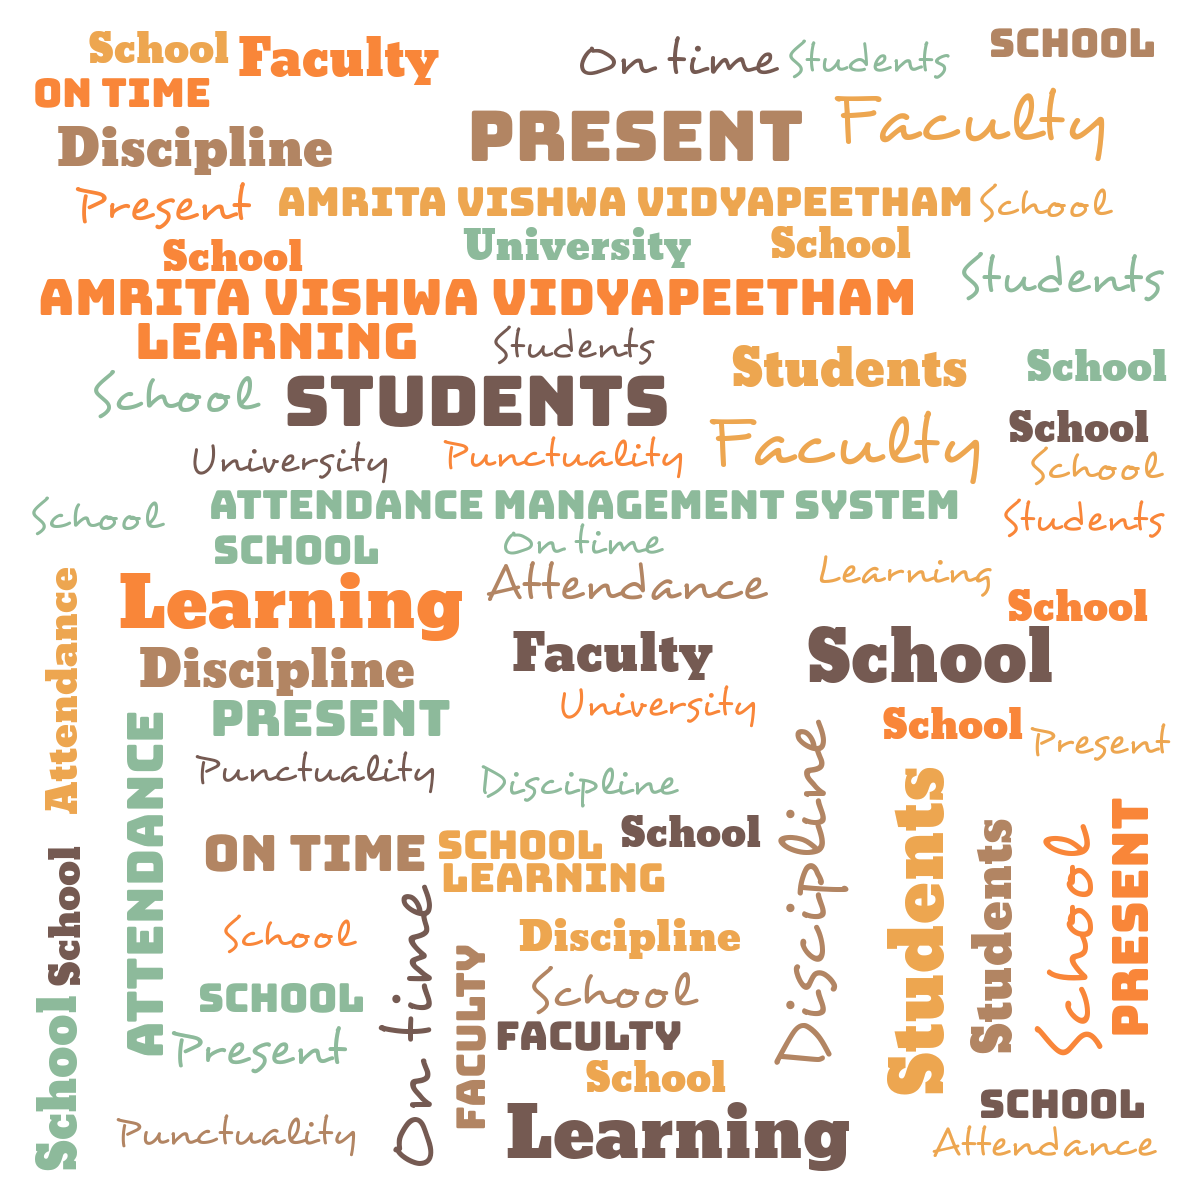 School Faculty
On time Students SCHOOL
ON TIME
PRESENT Faculty
Discipline
Present AMRITA VISHWA VIDYAPEETHAM School
School University School
Students
AMRITA VISHWA VIDYAPEETHAM
LEARNING Students
Students School
School STUDENTS
School
University Punctuality Faculty
School
School ATTENDANCE MANAGEMENT SYSTEM Students
SCHOOL On time
Attendance Learning
Learning School
Attendance
Discipline Faculty School
PRESENT University
School Present
Punctuality Discipline
ATTENDANCE
Discipline
Students
Students
School
PRESENT
ON TIME SCHOOL School
LEARNING
School
School Discipline
On time
FACULTY
SCHOOL School
School
Present FACULTY
School
Punctuality Learning
SCHOOL
Attendance